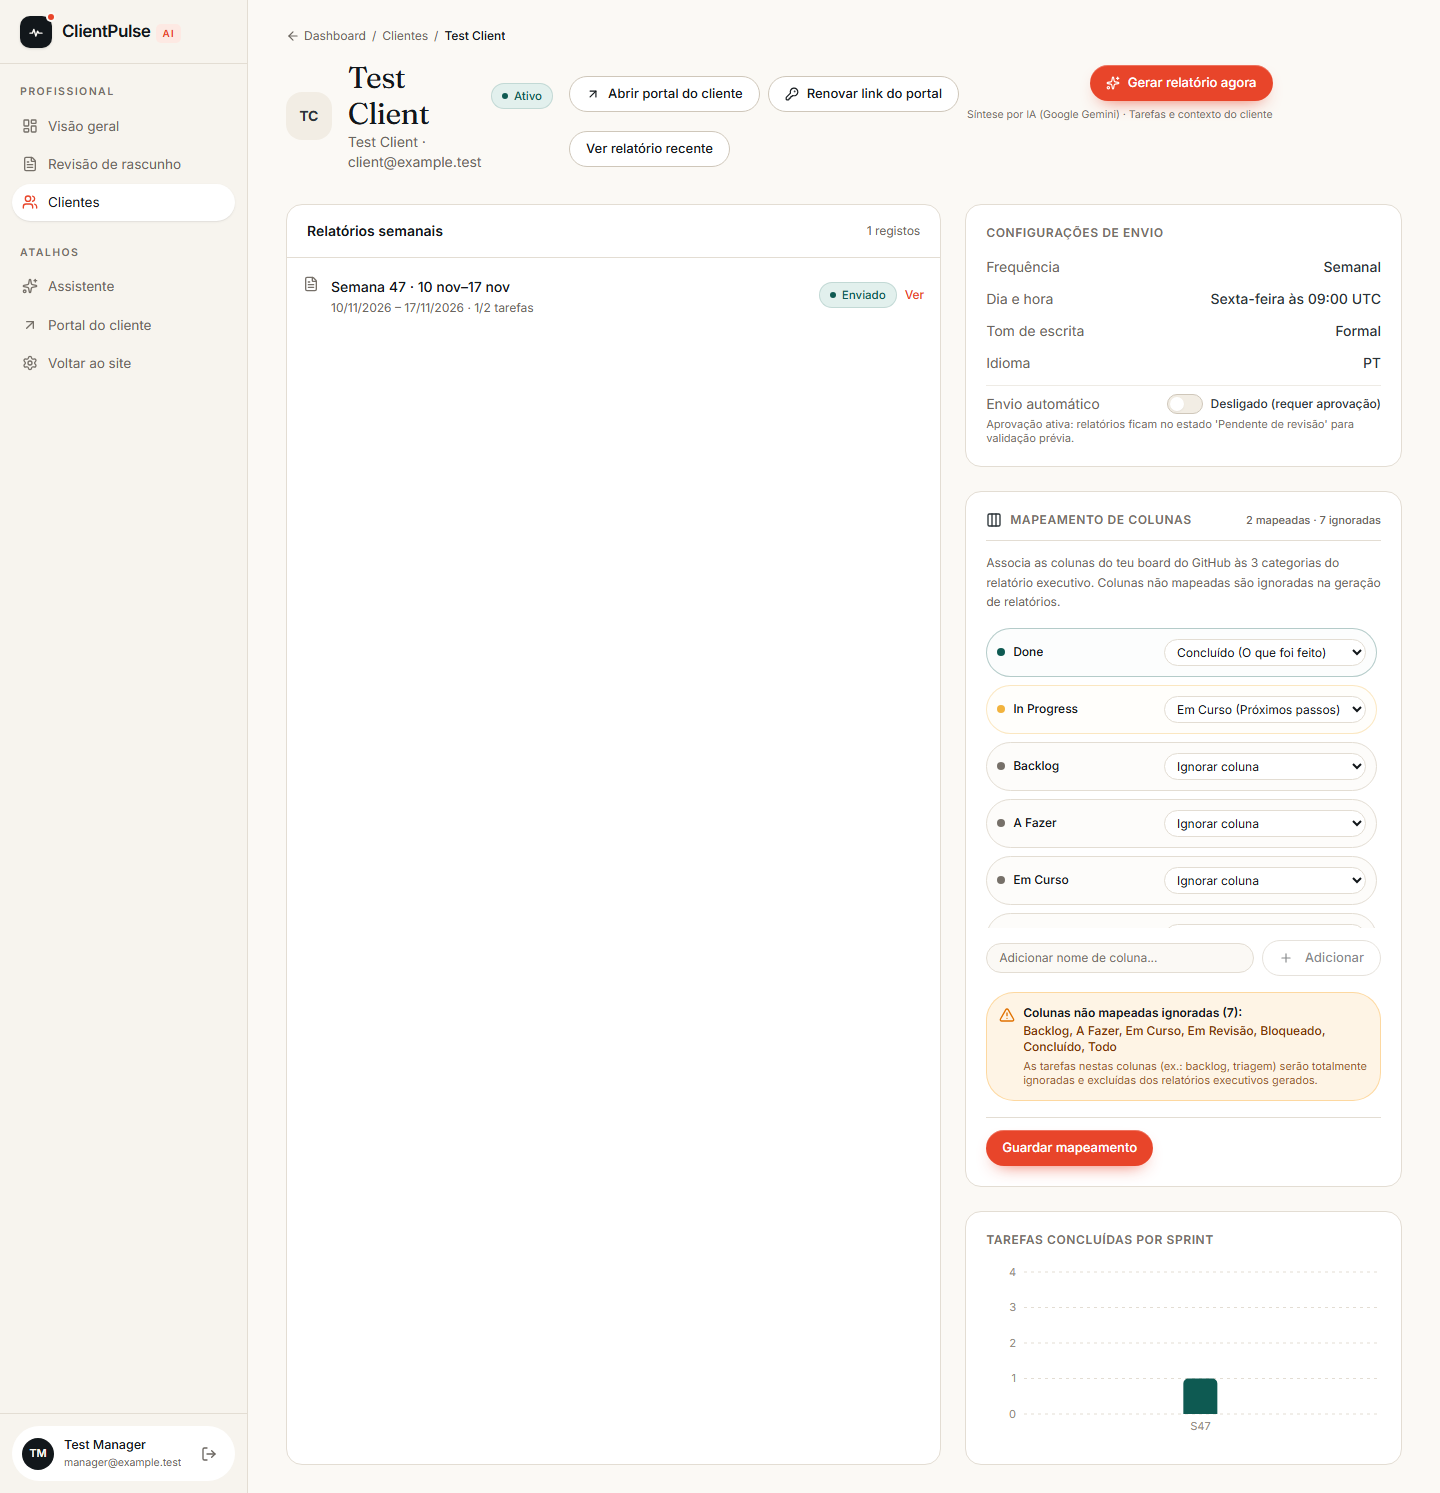 ClientPulse AI
PROFISSIONAL
Visão geral
Revisão de rascunho
Clientes
ATALHOS
Assistente
Portal do cliente
Voltar ao site
TM
Test Manager
manager@example.test
Dashboard / Clientes / Test Client
TC
Test
Client
Test Client ·
client@example.test
Ativo
Abrir portal do cliente
Renovar link do portal
Ver relatório recente
Gerar relatório agora
Síntese por IA (Google Gemini) · Tarefas e contexto do cliente
Relatórios semanais
1 registos
Semana 47 · 10 nov–17 nov
10/11/2026 – 17/11/2026 · 1/2 tarefas
Enviado
Ver
CONFIGURAÇÕES DE ENVIO
Frequência
Semanal
Dia e hora
Sexta-feira às 09:00 UTC
Tom de escrita
Formal
Idioma
PT
Envio automático
Desligado (requer aprovação)
Aprovação ativa: relatórios ficam no estado 'Pendente de revisão' para
validação prévia.
MAPEAMENTO DE COLUNAS
2 mapeadas · 7 ignoradas
Associa as colunas do teu board do GitHub às 3 categorias do
relatório executivo. Colunas não mapeadas são ignoradas na geração
de relatórios.
Done
Concluído (O que foi feito)
In Progress
Em Curso (Próximos passos)
Backlog
Ignorar coluna
A Fazer
Ignorar coluna
Em Curso
Ignorar coluna
Adicionar nome de coluna...
+ Adicionar
Colunas não mapeadas ignoradas (7):
Backlog, A Fazer, Em Curso, Em Revisão, Bloqueado,
Concluído, Todo
As tarefas nestas colunas (ex.: backlog, triagem) serão totalmente
ignoradas e excluídas dos relatórios executivos gerados.
Guardar mapeamento
TAREFAS CONCLUÍDAS POR SPRINT
4
3
2
1
0
S47